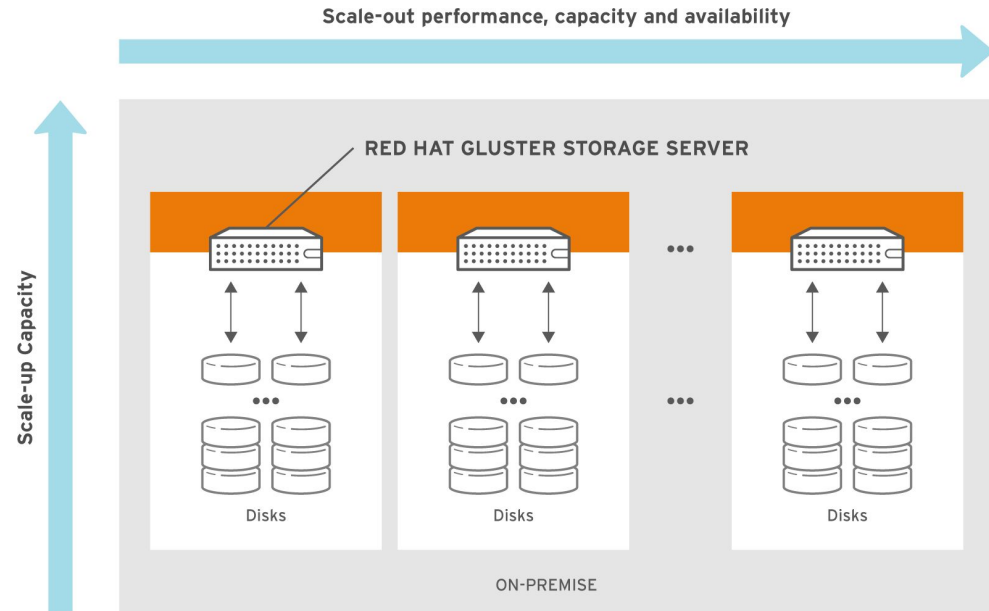 Scale-out performance, capacity and availability
Scale-up Capacity
RED HAT GLUSTER STORAGE SERVER
Disks
Disks
Disks
ON-PREMISE